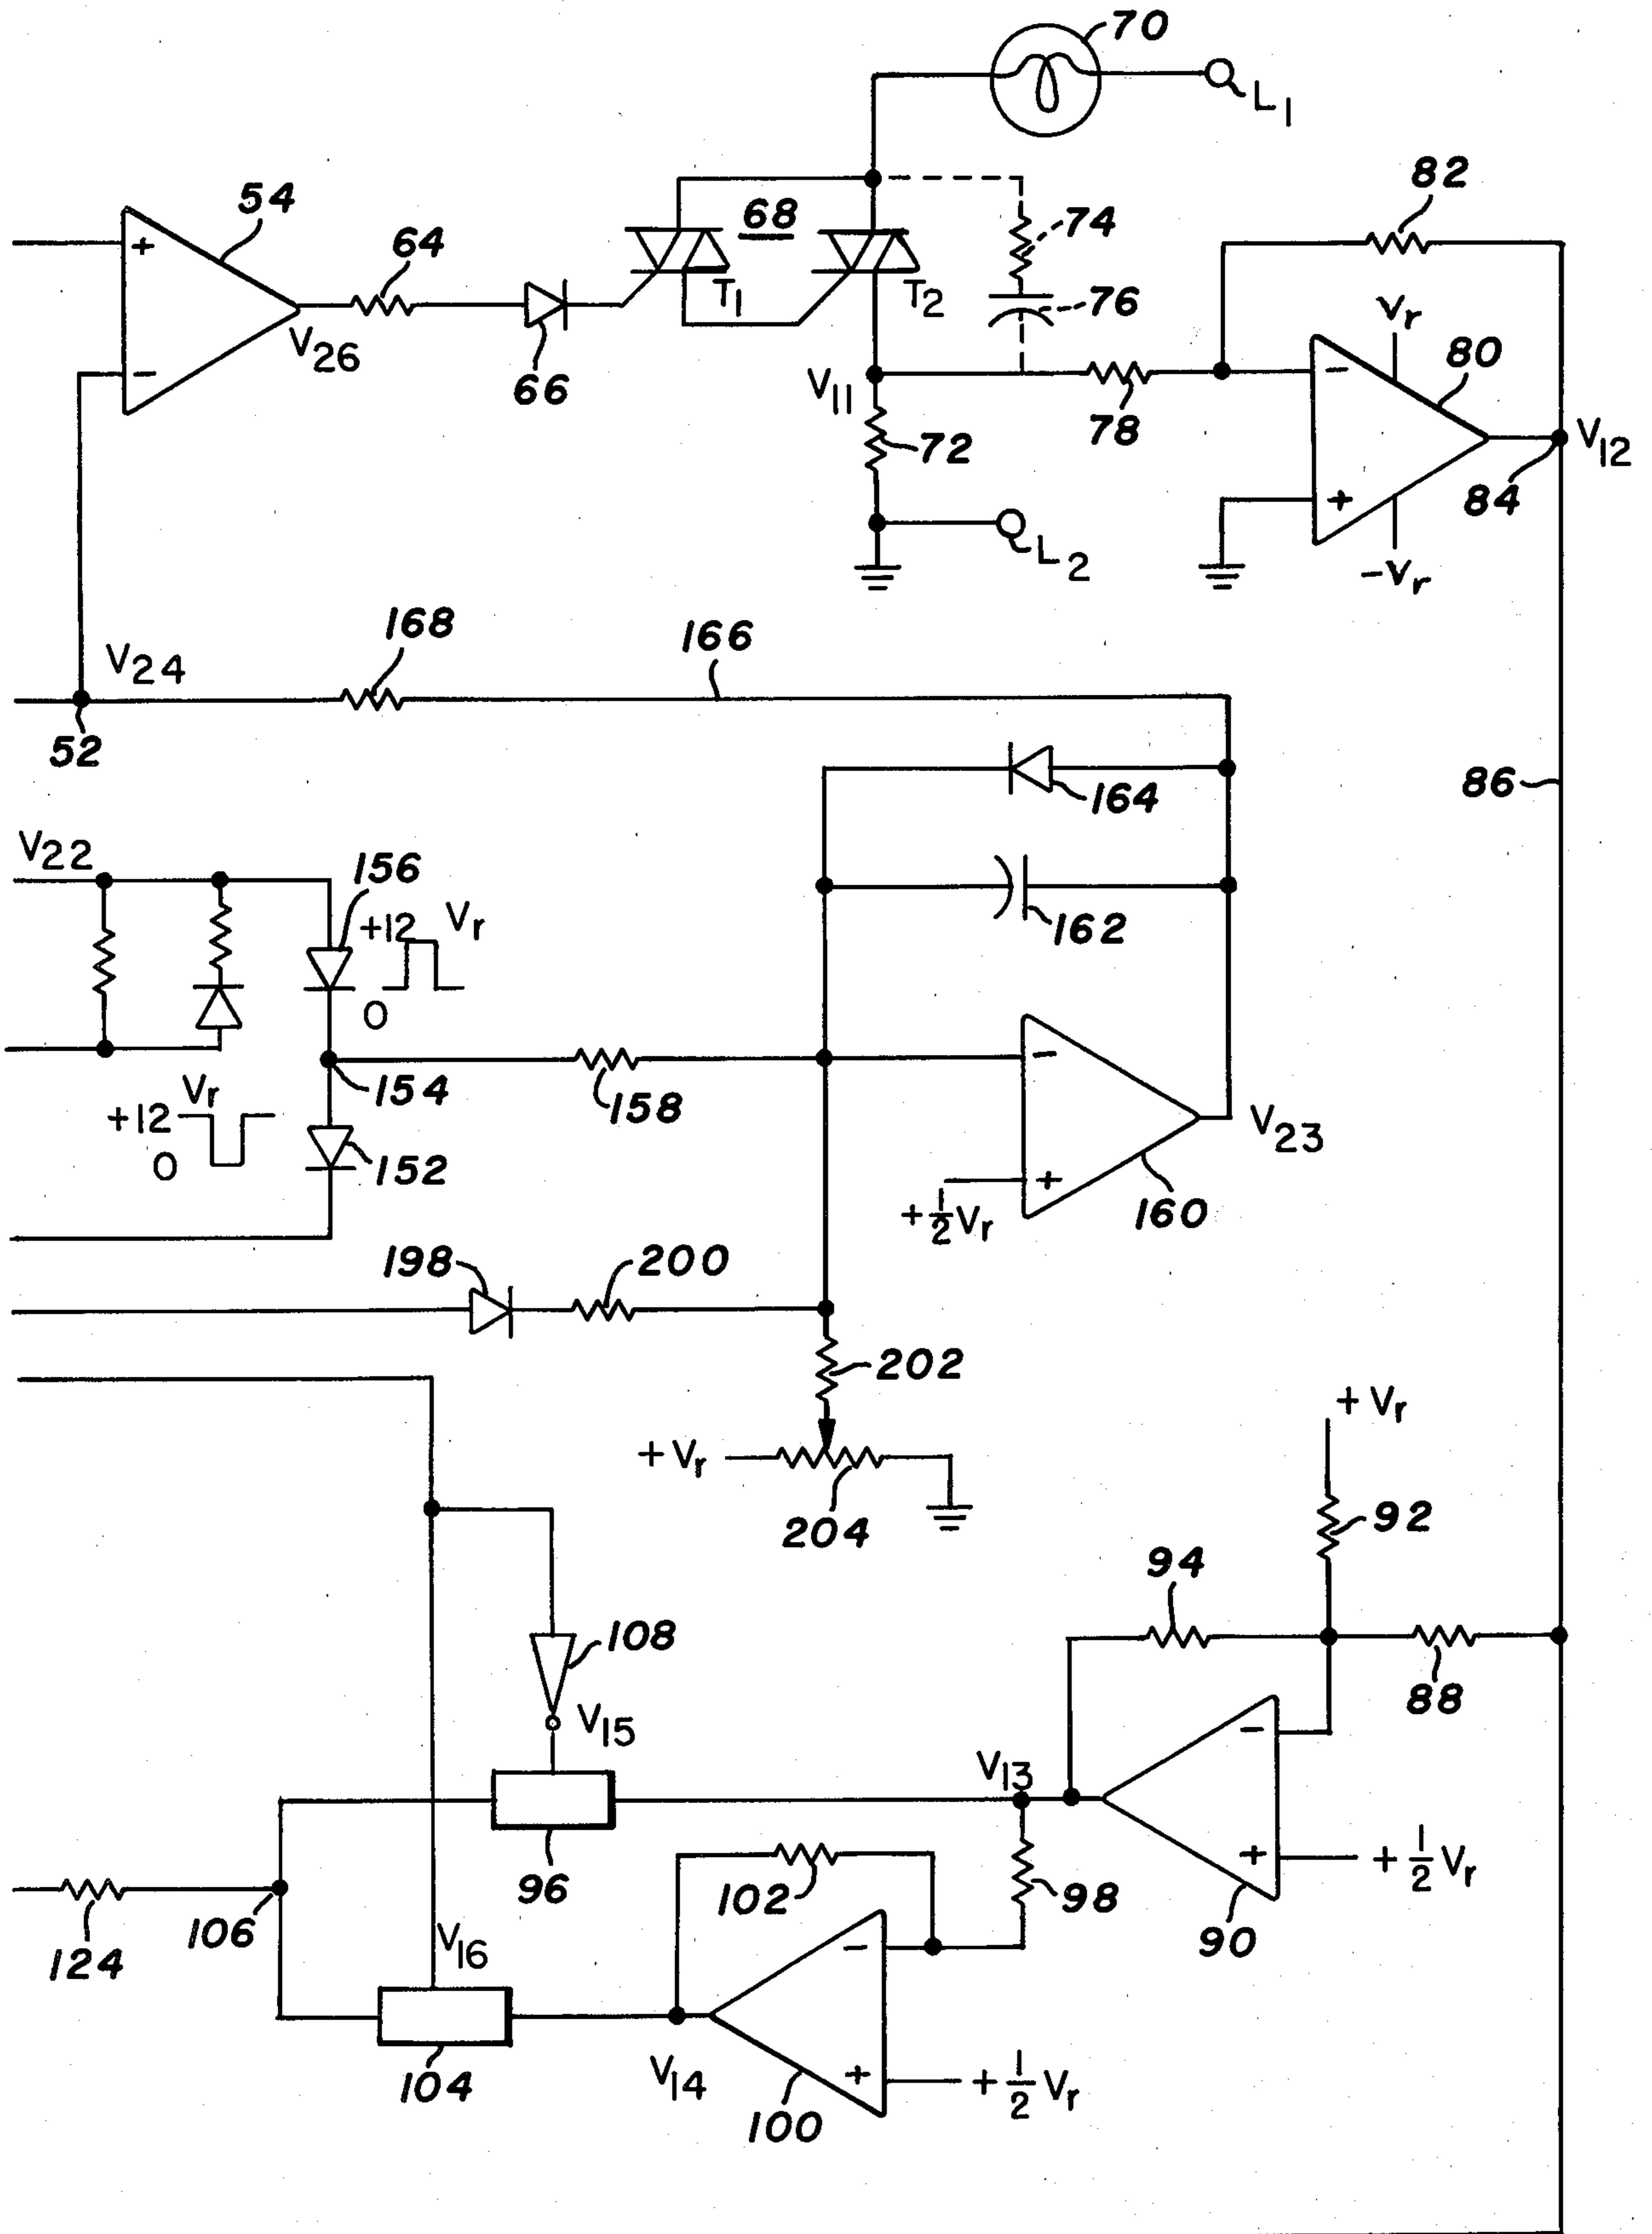 70
L1
54
+
64
68
74
82
T1
T2
76
Vr
80
V26
−
66
V11
78
−
V12
72
+
84
L2
−Vr
168
166
V24
52
164
86
V22
156
+12
Vr
162
0
−
Vr
154
158
+12
V23
0
152
+
+½Vr
160
198
200
202
+Vr
+Vr
204
92
94
108
88
V15
−
V13
96
102
98
+
+½Vr
106
90
124
V16
−
104
V14
+
+½Vr
100